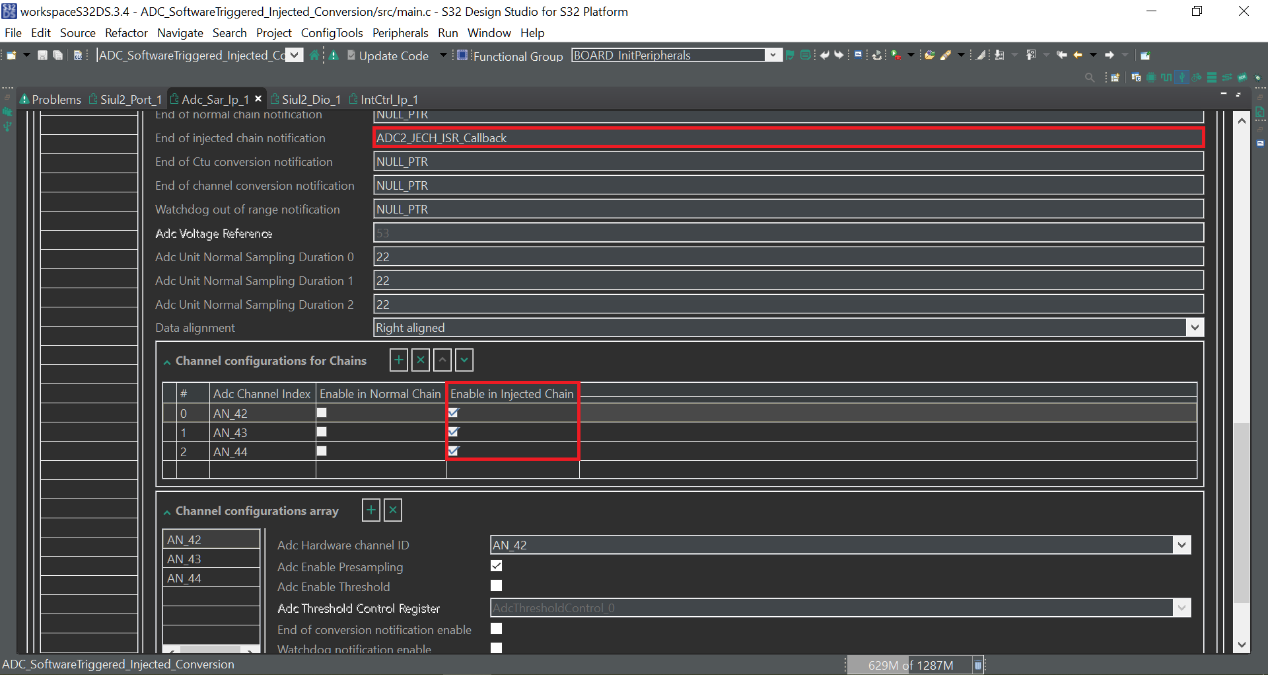 workspaceS32DS.3.4 - ADC_SoftwareTriggered_Injected_Conversion/src/main.c - S32 Design Studio for S32 Platform
File Edit Source Refactor Navigate Search Project ConfigTools Peripherals Run Window Help
ADC_SoftwareTriggered_Injected_Cc Update Code Functional Group BOARD_InitPeripherals
Problems Siul2_Port_1 Adc_Sar_Ip_1 Siul2_Dio_1 IntCtrl_Ip_1
End of normal chain notification NULL_PTR
End of injected chain notification ADC2_JECH_ISR_Callback
End of Ctu conversion notification NULL_PTR
End of channel conversion notification NULL_PTR
Watchdog out of range notification NULL_PTR
Adc Voltage Reference 53
Adc Unit Normal Sampling Duration 0 22
Adc Unit Normal Sampling Duration 1 22
Adc Unit Normal Sampling Duration 2 22
Data alignment Right aligned
Channel configurations for Chains
# Adc Channel Index Enable in Normal Chain Enable in Injected Chain
0 AN_42
1 AN_43
2 AN_44
Channel configurations array
AN_42
AN_43
AN_44
Adc Hardware channel ID AN_42
Adc Enable Presampling
Adc Enable Threshold
Adc Threshold Control Register AdcThresholdControl_0
End of conversion notification enable
Watchdog notification enable
ADC_SoftwareTriggered_Injected_Conversion 629M of 1287M